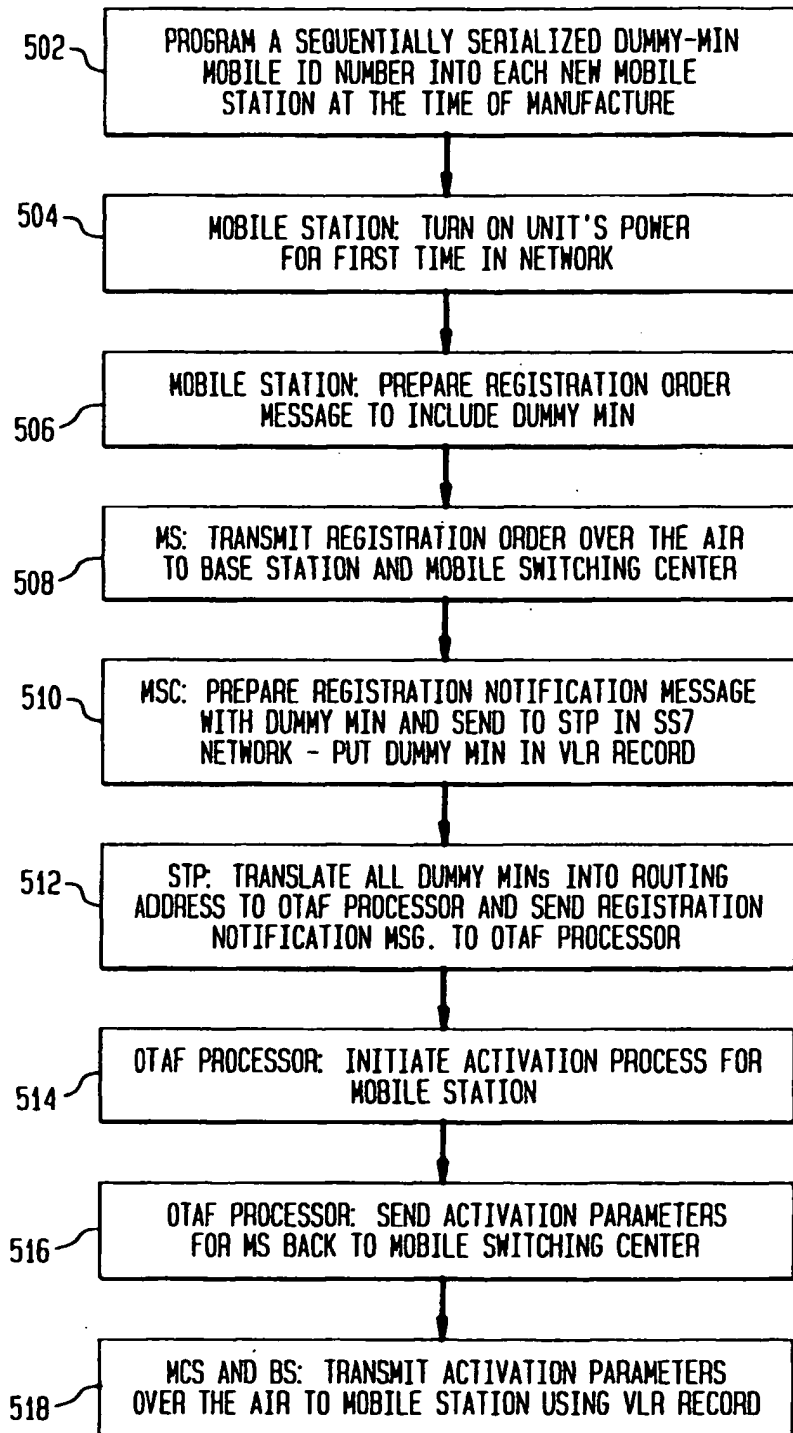 502
PROGRAM A SEQUENTIALLY SERIALIZED DUMMY-MIN
MOBILE ID NUMBER INTO EACH NEW MOBILE
STATION AT THE TIME OF MANUFACTURE
504
MOBILE STATION: TURN ON UNIT'S POWER
FOR FIRST TIME IN NETWORK
506
MOBILE STATION: PREPARE REGISTRATION ORDER
MESSAGE TO INCLUDE DUMMY MIN
508
MS: TRANSMIT REGISTRATION ORDER OVER THE AIR
TO BASE STATION AND MOBILE SWITCHING CENTER
510
MSC: PREPARE REGISTRATION NOTIFICATION MESSAGE
WITH DUMMY MIN AND SEND TO STP IN SS7
NETWORK - PUT DUMMY MIN IN VLR RECORD
512
STP: TRANSLATE ALL DUMMY MINs INTO ROUTING
ADDRESS TO OTAF PROCESSOR AND SEND REGISTRATION
NOTIFICATION MSG. TO OTAF PROCESSOR
514
OTAF PROCESSOR: INITIATE ACTIVATION PROCESS FOR
MOBILE STATION
516
OTAF PROCESSOR: SEND ACTIVATION PARAMETERS
FOR MS BACK TO MOBILE SWITCHING CENTER
518
MCS AND BS: TRANSMIT ACTIVATION PARAMETERS
OVER THE AIR TO MOBILE STATION USING VLR RECORD